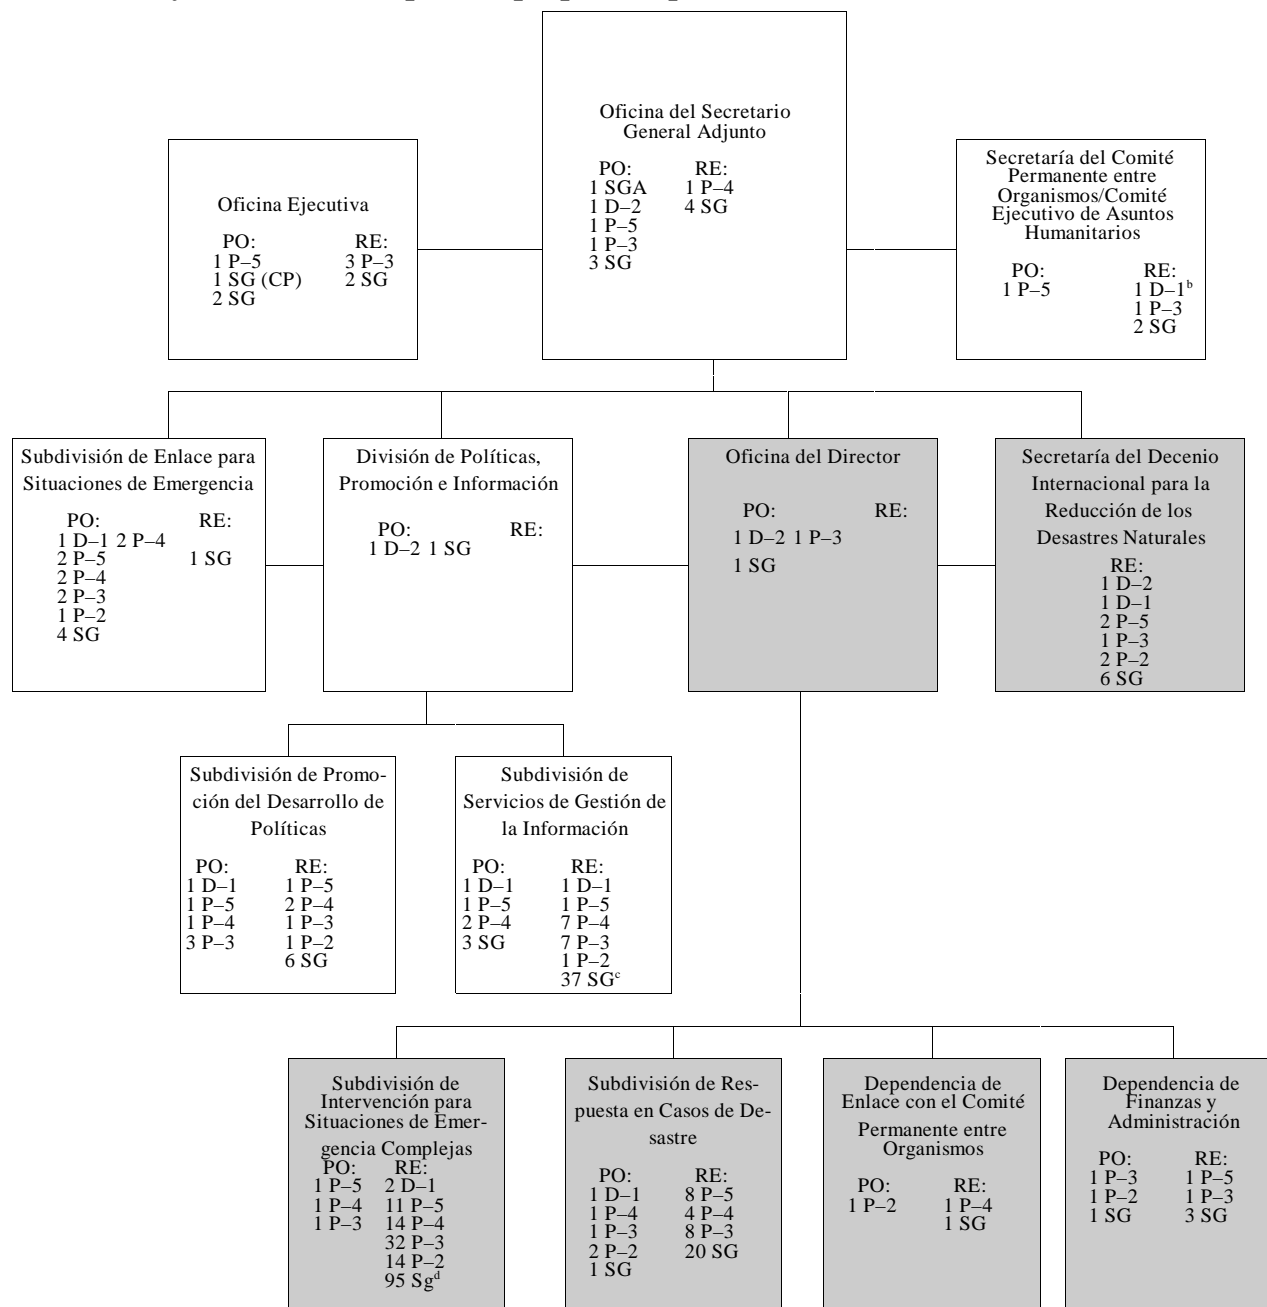 Oficina del Secretario
General Adjunto
PO: RE:
1 SGA 1 P–4
1 D–2 4 SG
1 P–5
1 P–3
3 SG
Oficina Ejecutiva
PO: RE:
1 P–5 3 P–3
1 SG (CP) 2 SG
2 SG
Secretaría del Comité
Permanente entre
Organismos/Comité
Ejecutivo de Asuntos
Humanitarios
PO: RE:
1 P–5 1 D–1b
1 P–3
2 SG
Subdivisión de Enlace para
Situaciones de Emergencia
PO: RE:
1 D–1 2 P–4
2 P–5 1 SG
2 P–4
2 P–3
1 P–2
4 SG
División de Políticas,
Promoción e Información
PO: RE:
1 D–2 1 SG
Oficina del Director
PO: RE:
1 D–2 1 P–3
1 SG
Secretaría del Decenio
Internacional para la
Reducción de los
Desastres Naturales
RE:
1 D–2
1 D–1
2 P–5
1 P–3
2 P–2
6 SG
Subdivisión de Promo-
ción del Desarrollo de
Políticas
PO: RE:
1 D–1 1 P–5
1 P–5 2 P–4
1 P–4 1 P–3
3 P–3 1 P–2
6 SG
Subdivisión de
Servicios de Gestión de
la Información
PO: RE:
1 D–1 1 D–1
1 P–5 1 P–5
2 P–4 7 P–4
3 SG 7 P–3
1 P–2
37 SGc
Subdivisión de
Intervención para
Situaciones de Emer-
gencia Complejas
PO: RE:
1 P–5 2 D–1
1 P–4 11 P–5
1 P–3 14 P–4
32 P–3
14 P–2
95 Sgd
Subdivisión de Res-
puesta en Casos de De-
sastre
PO: RE:
1 D–1 8 P–5
1 P–4 4 P–4
1 P–3 8 P–3
2 P–2 20 SG
1 SG
Dependencia de
Enlace con el Comité
Permanente entre
Organismos
PO: RE:
1 P–2 1 P–4
1 SG
Dependencia de
Finanzas y
Administración
PO: RE:
1 P–3 1 P–5
1 P–2 1 P–3
1 SG 3 SG